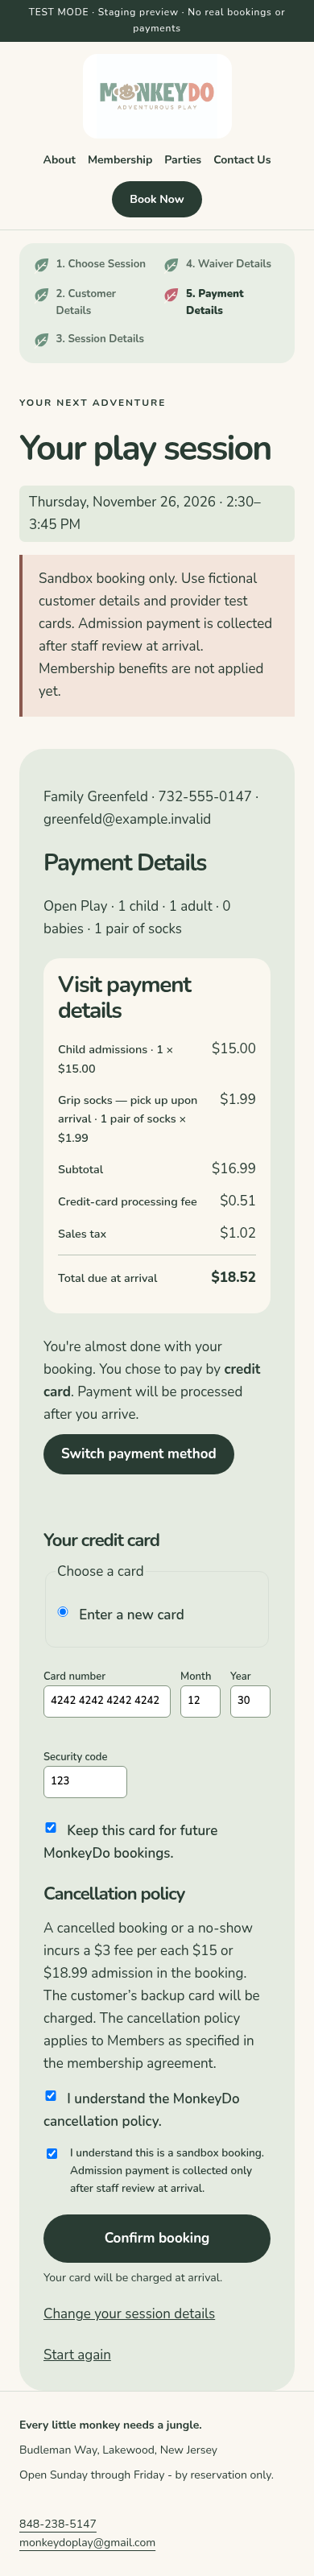 TEST MODE · Staging preview · No real bookings or
payments
MONKEYDO
ADVENTUROUS PLAY
About Membership Parties Contact Us
Book Now
1. Choose Session
2. Customer
Details
3. Session Details
4. Waiver Details
5. Payment
Details
YOUR NEXT ADVENTURE
Your play session
Thursday, November 26, 2026 · 2:30–
3:45 PM
Sandbox booking only. Use fictional
customer details and provider test
cards. Admission payment is collected
after staff review at arrival.
Membership benefits are not applied
yet.
Family Greenfeld · 732-555-0147 ·
greenfeld@example.invalid
Payment Details
Open Play · 1 child · 1 adult · 0
babies · 1 pair of socks
Visit payment
details
Child admissions · 1 × $15.00
$15.00
Grip socks — pick up upon $1.99
arrival · 1 pair of socks ×
$1.99
Subtotal $16.99
Credit-card processing fee $0.51
Sales tax $1.02
Total due at arrival $18.52
You're almost done with your
booking. You chose to pay by credit
card. Payment will be processed
after you arrive.
Switch payment method
Your credit card
Choose a card
Enter a new card
Card number Month Year
4242 4242 4242 4242 12 30
Security code
123
Keep this card for future
MonkeyDo bookings.
Cancellation policy
A cancelled booking or a no-show
incurs a $3 fee per each $15 or
$18.99 admission in the booking.
The customer’s backup card will be
charged. The cancellation policy
applies to Members as specified in
the membership agreement.
I understand the MonkeyDo
cancellation policy.
I understand this is a sandbox booking.
Admission payment is collected only
after staff review at arrival.
Confirm booking
Your card will be charged at arrival.
Change your session details
Start again
Every little monkey needs a jungle.
Budleman Way, Lakewood, New Jersey
Open Sunday through Friday - by reservation only.
848-238-5147
monkeydoplay@gmail.com